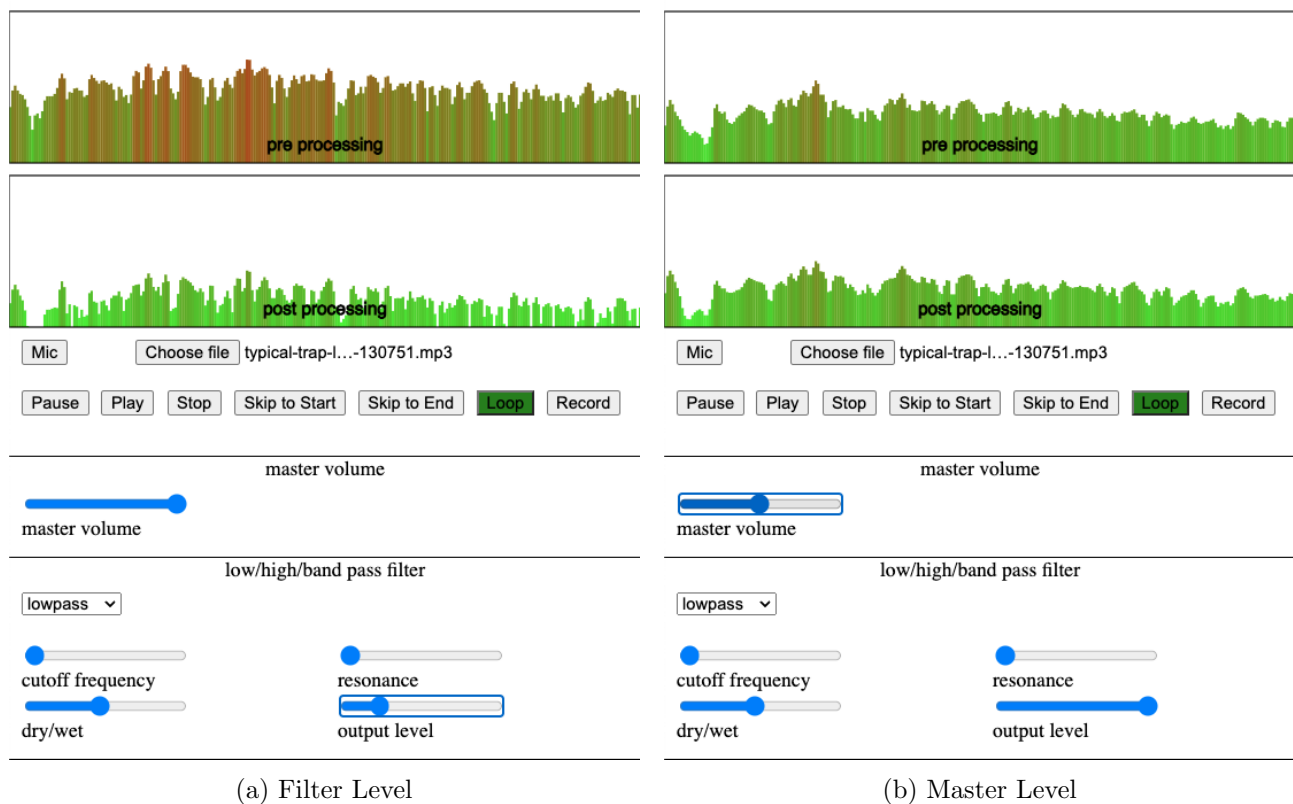 pre processing
post processing
Mic
Choose file typical-trap-l...-130751.mp3
Pause Play Stop Skip to Start Skip to End Loop Record
master volume
master volume
low/high/band pass filter
lowpass
cutoff frequency resonance
dry/wet output level
(a) Filter Level
pre processing
post processing
Mic
Choose file typical-trap-l...-130751.mp3
Pause Play Stop Skip to Start Skip to End Loop Record
master volume
master volume
low/high/band pass filter
lowpass
cutoff frequency resonance
dry/wet output level
(b) Master Level